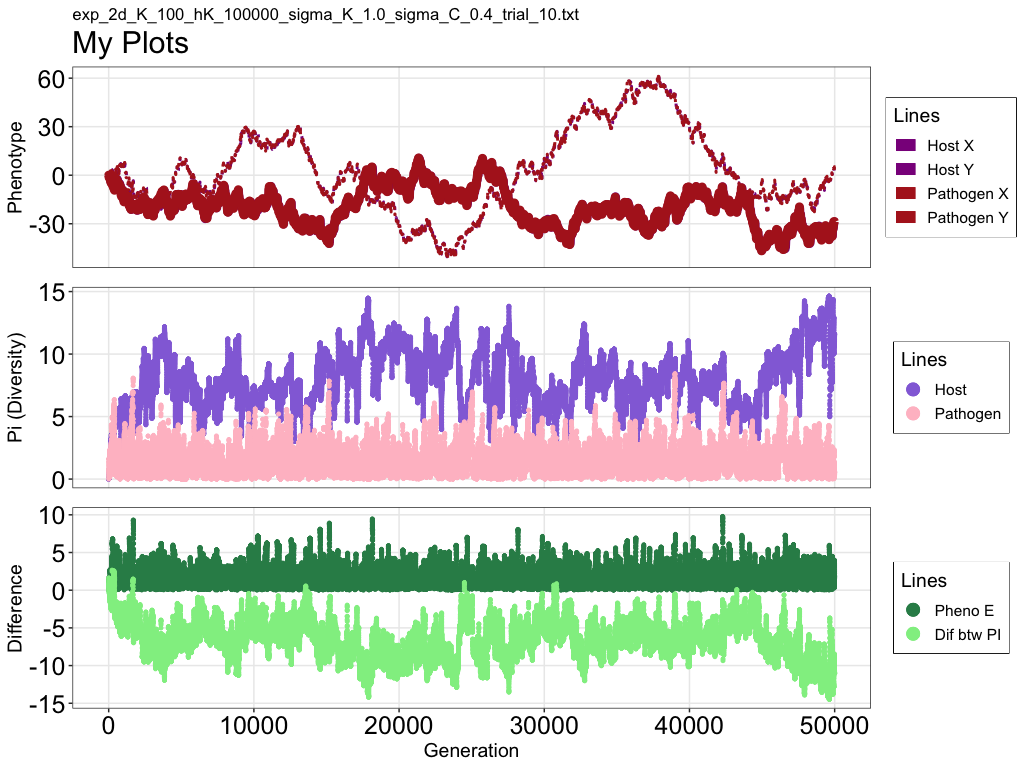 exp_2d_K_100_hK_100000_sigma_K_1.0_sigma_C_0.4_trial_10.txt
My Plots
Phenotype
60
30
0
-30
Lines
Host X
Host Y
Pathogen X
Pathogen Y
Pi (Diversity)
15
10
5
0
Lines
Host
Pathogen
Difference
10
5
0
-5
-10
-15
Lines
Pheno E
Dif btw PI
0 10000 20000 30000 40000 50000
Generation